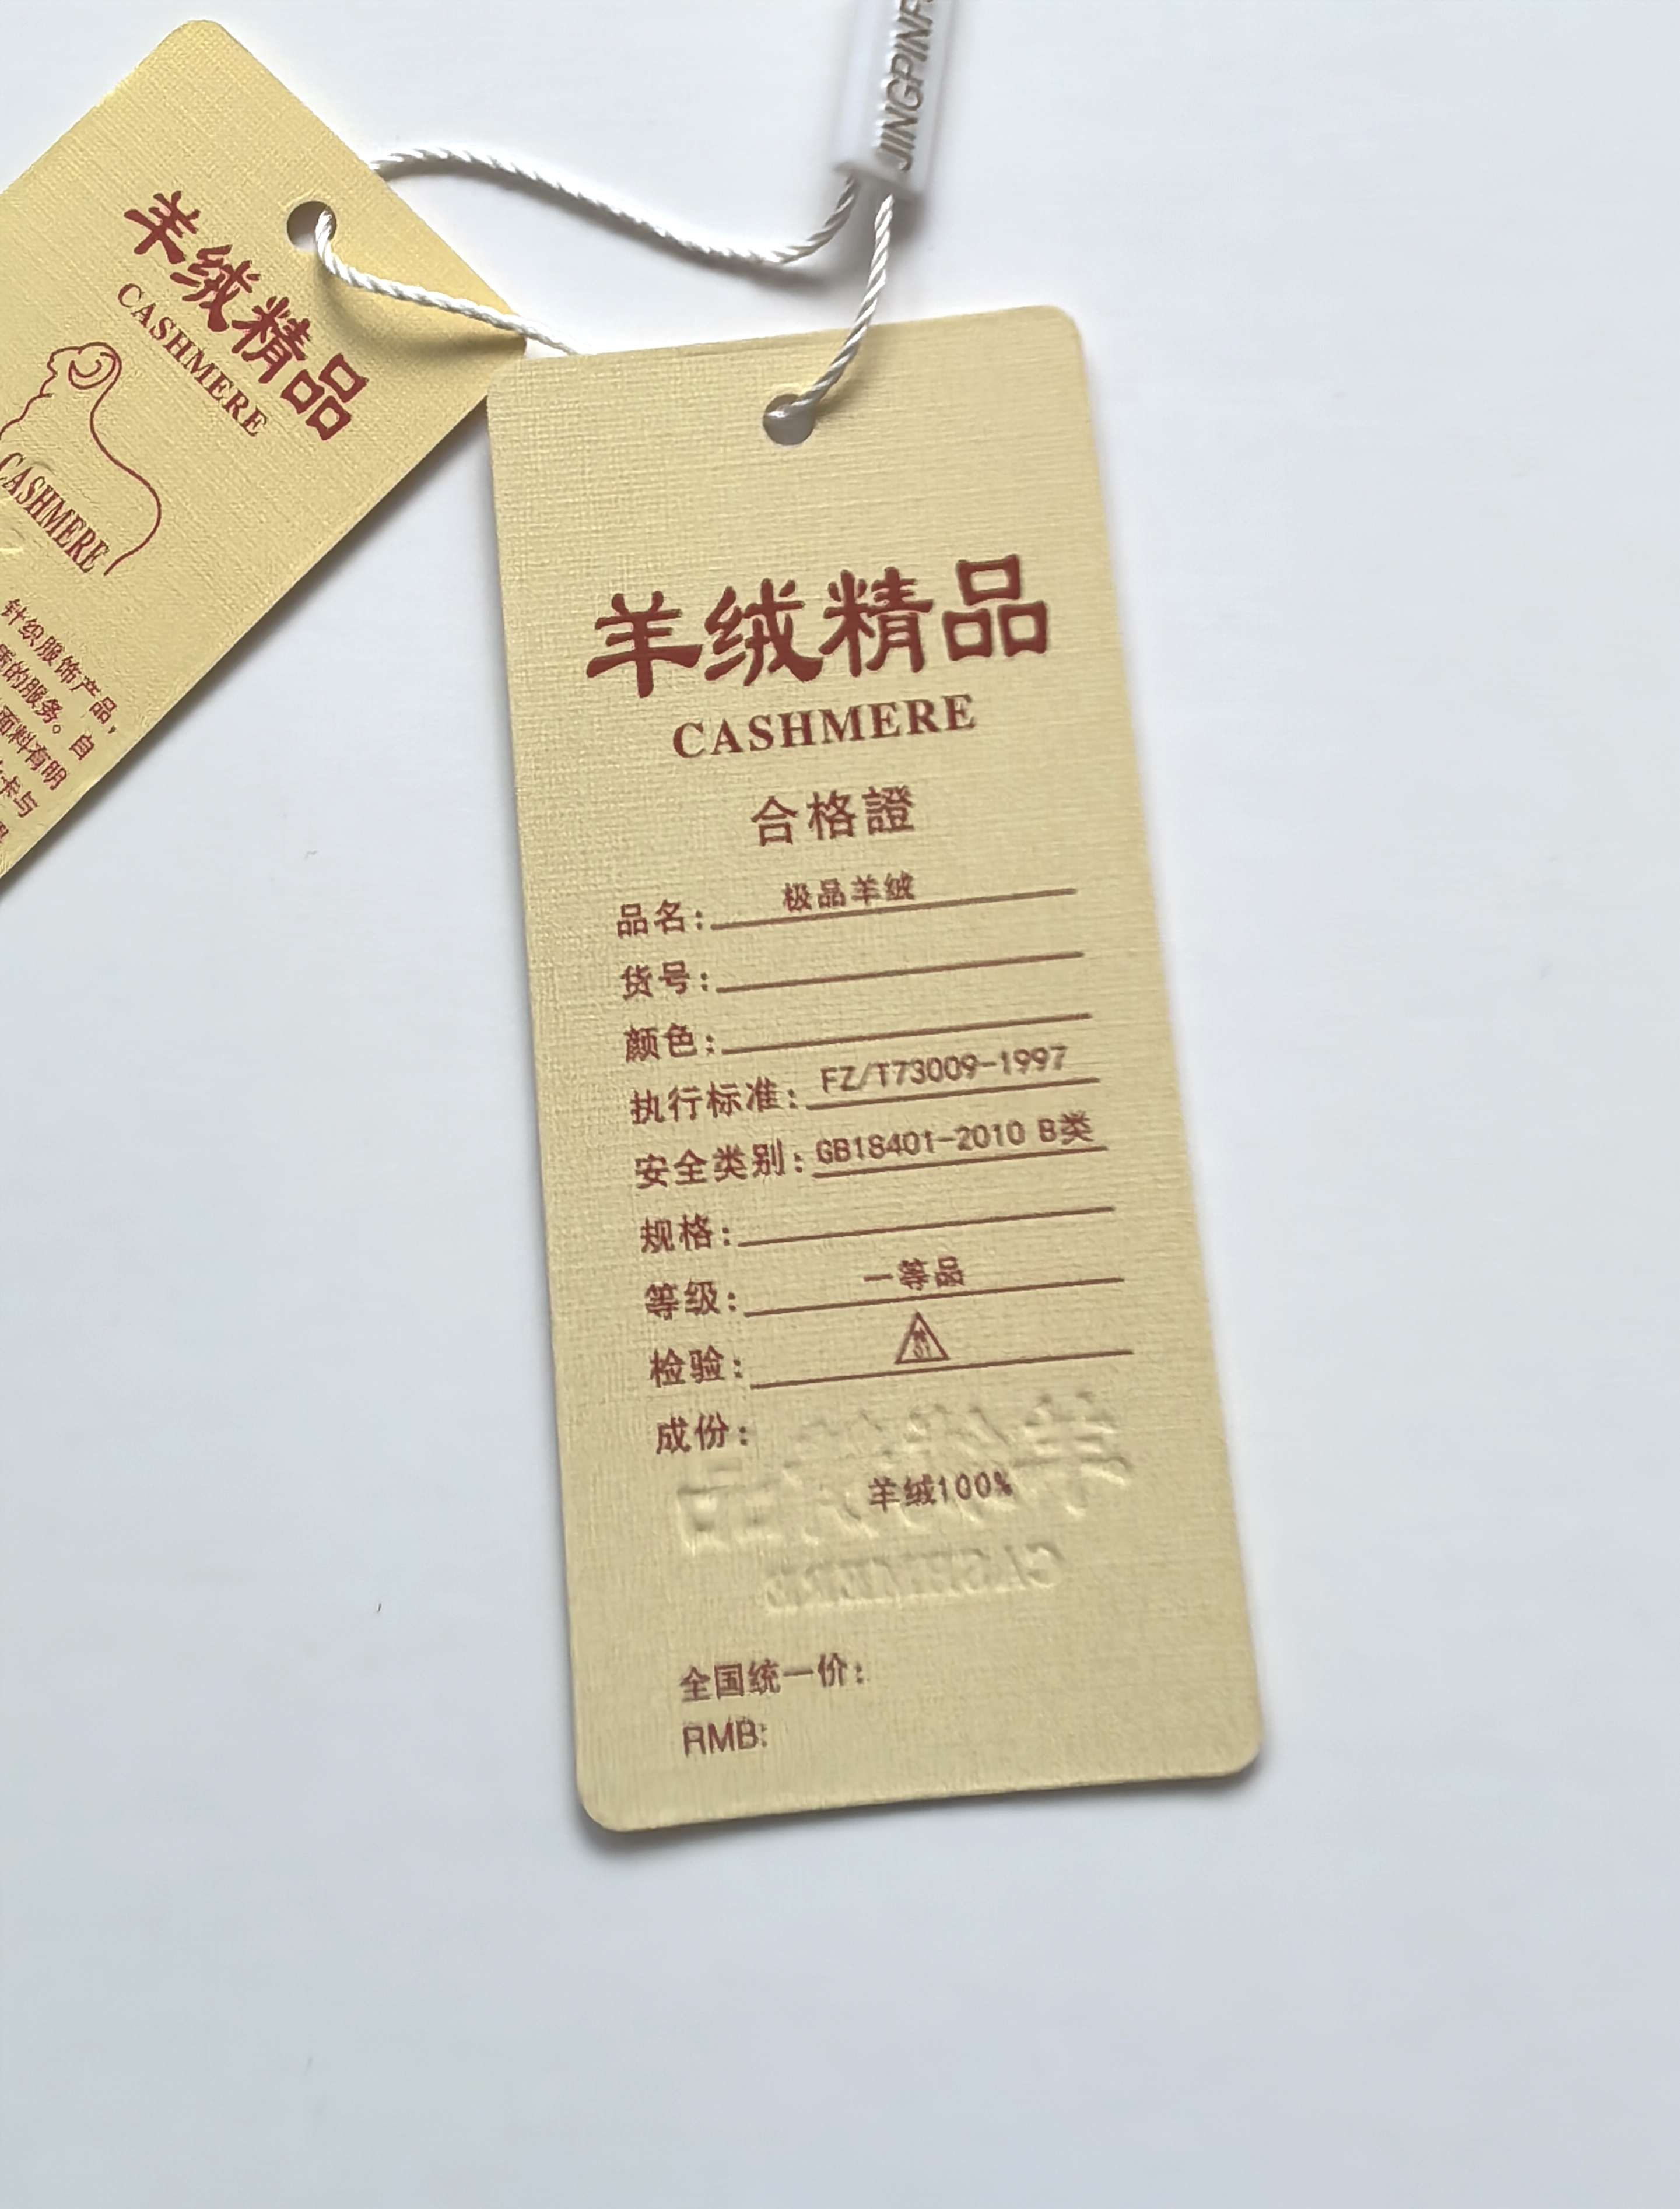 JINGPINF
羊绒精品
CASHMERE
CASHMERE
针织服饰产品，
质的服务。自
面料有明
卡与
羊绒精品
CASHMERE
合格證
品名：极品羊绒
货号：
颜色：
执行标准：FZ/T73009-1997
安全类别：GB18401-2010 B类
规格：
等级：一等品
检验：
成份：
羊绒100%
全国统一价：
RMB: